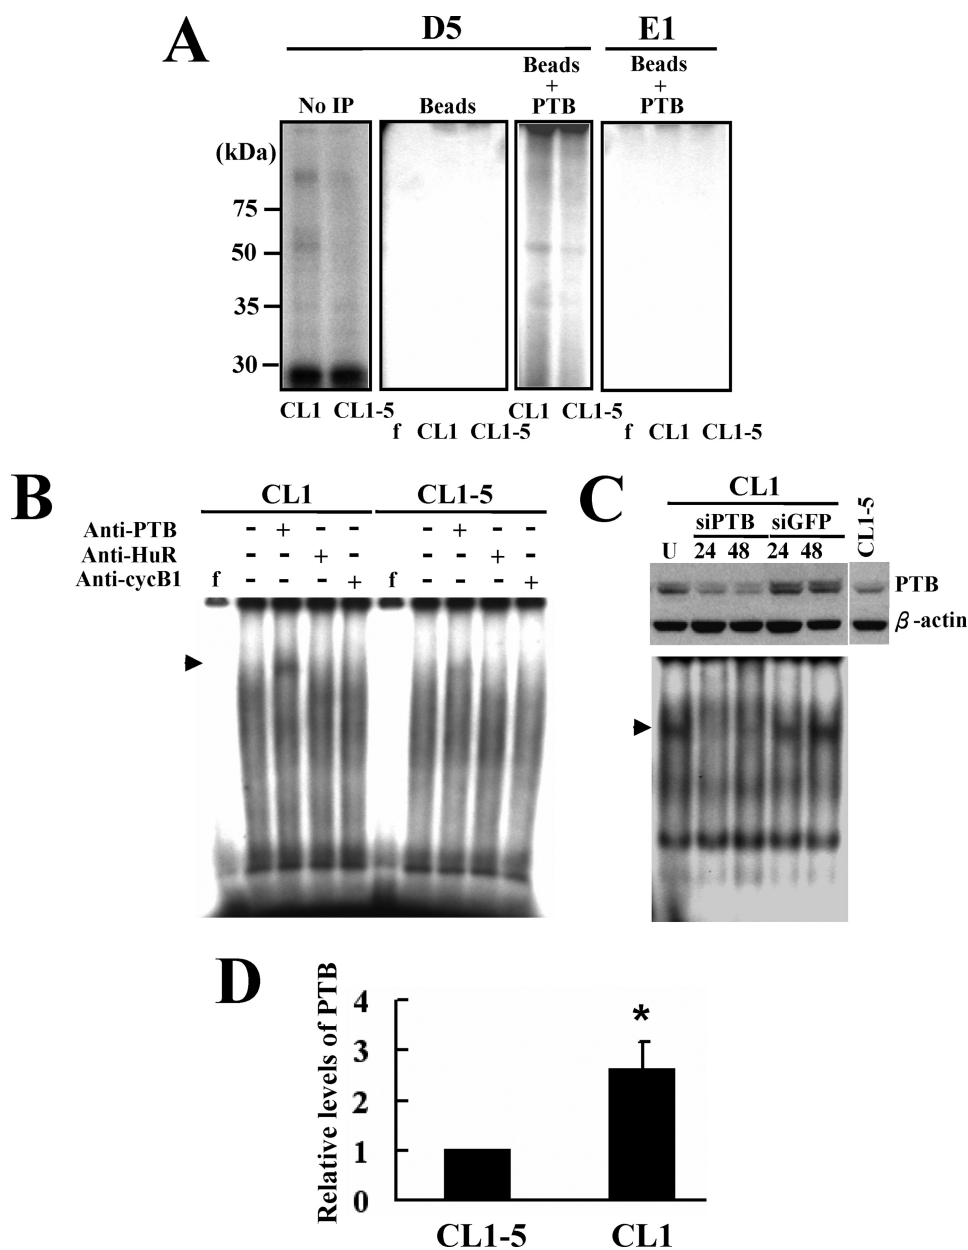 A
D5
E1
No IP
Beads
Beads
+
PTB
Beads
+
PTB
(kDa)
75
50
35
30
CL1 CL1-5
f CL1 CL1-5
CL1 CL1-5
f CL1 CL1-5
B
CL1
CL1-5
Anti-PTB - + - - - + - -
Anti-HuR - - + - - - + -
Anti-cycB1 f - - - + f - - - +
C
CL1
siPTB siGFP
U 24 48 24 48
CL1-5
PTB
β-actin
D
Relative levels of PTB
4
3
2
1
0
*
CL1-5
CL1